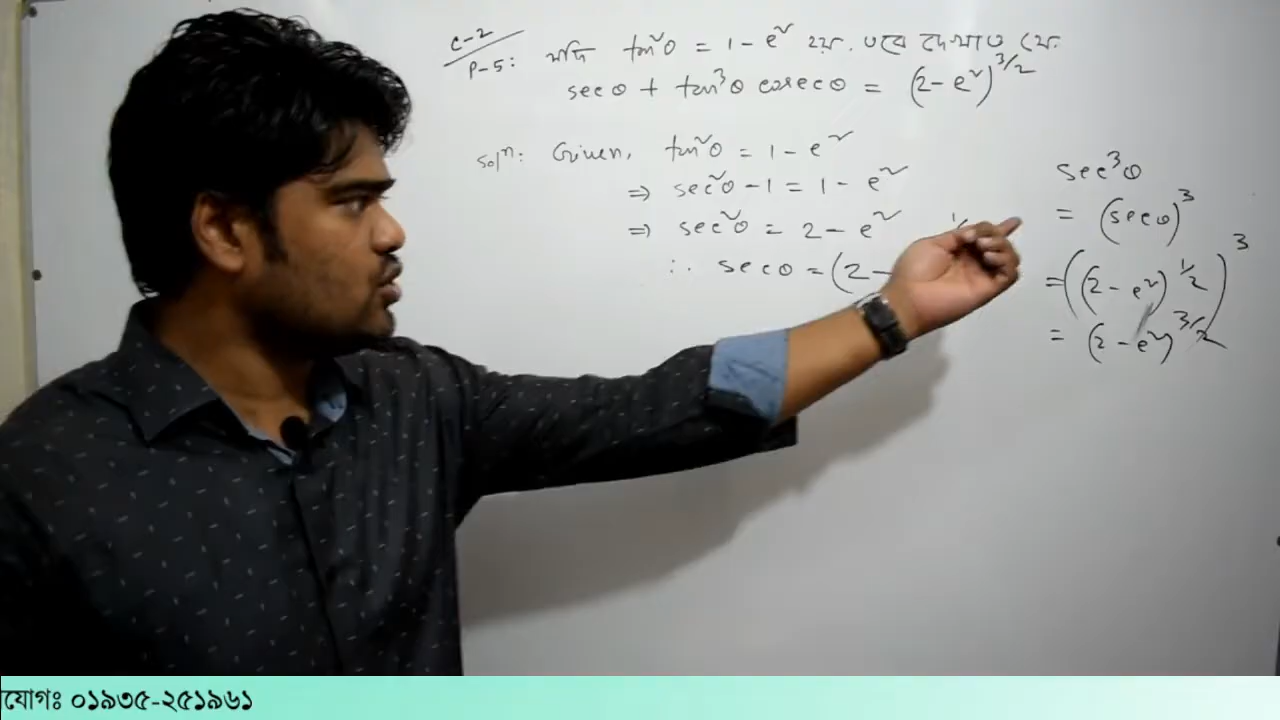 C-2
P-5: যদি tan²θ = 1 - e² হয়. তবে দেখাও যে:
secθ + tan³θ cosecθ = (2 - e²)^3/2
Solⁿ: Given, tan²θ = 1 - e²
⇒ sec²θ - 1 = 1 - e²
⇒ sec²θ = 2 - e²
∴ secθ = (2 -
sec³θ
= (secθ)³
= ((2 - e²)^1/2)³
= (2 - e²)^3/2
যোগঃ ০১৯৩৫-২৫১৯৬১